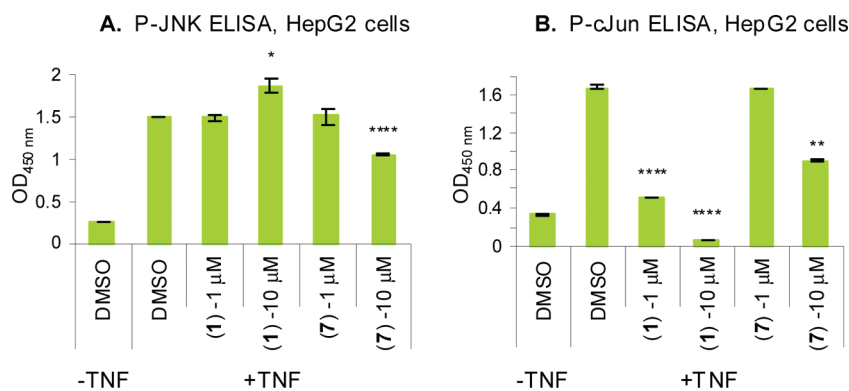 A. P-JNK ELISA, HepG2 cells
OD450 nm
2
1.5
1
0.5
0
*
****
DMSO
DMSO
(1) -1 μM
(1) -10 μM
(7) -1 μM
(7) -10 μM
-TNF
+TNF
B. P-cJun ELISA, HepG2 cells
OD450 nm
1.6
1.2
0.8
0.4
0
****
****
**
DMSO
DMSO
(1) -1 μM
(1) -10 μM
(7) -1 μM
(7) -10 μM
-TNF
+TNF